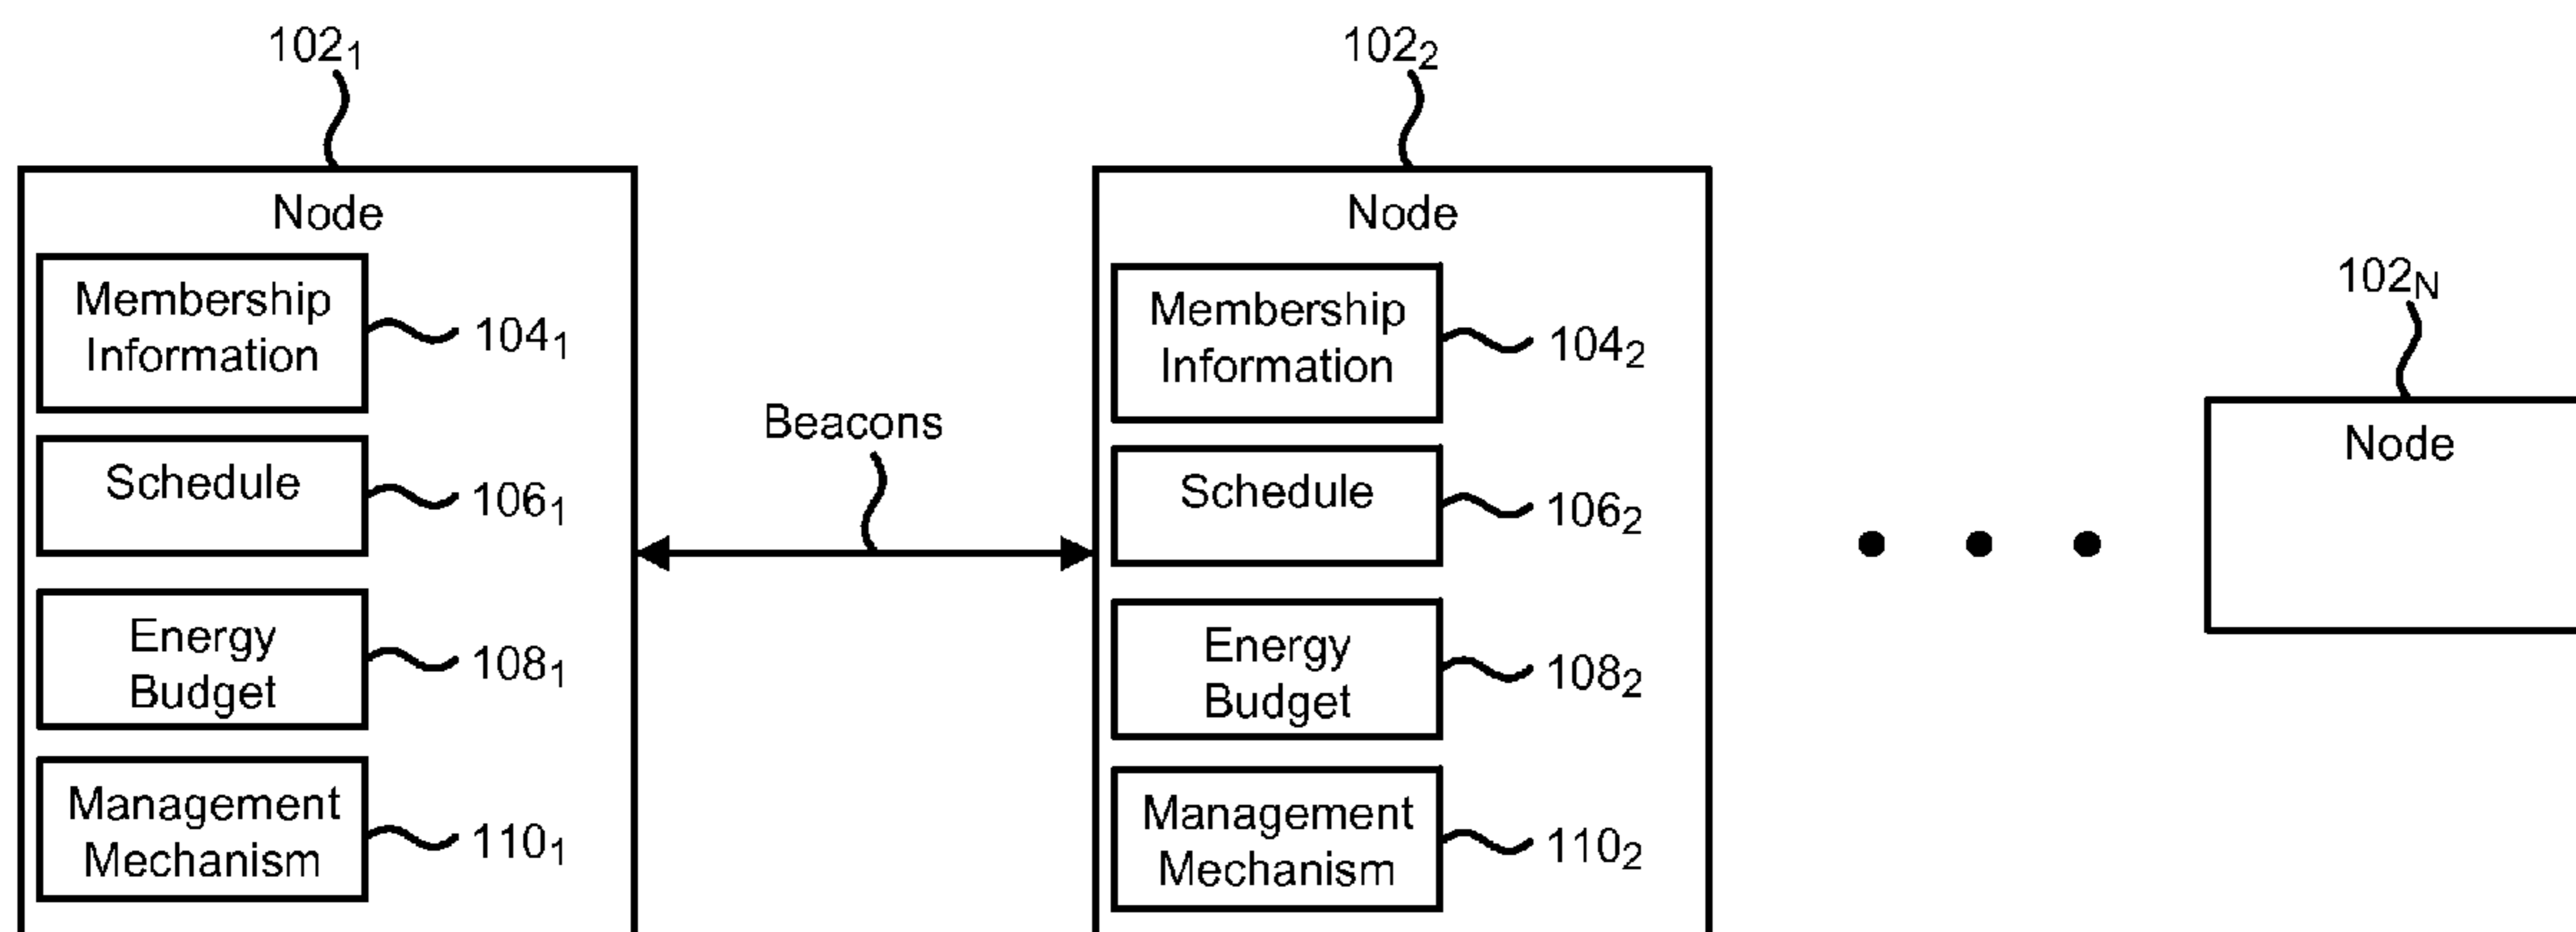 102₁
102₂
102N
Node
Node
Node
Membership
Information
104₁
Membership
Information
104₂
Beacons
Schedule
106₁
Schedule
106₂
Energy
Budget
108₁
Energy
Budget
108₂
Management
Mechanism
110₁
Management
Mechanism
110₂